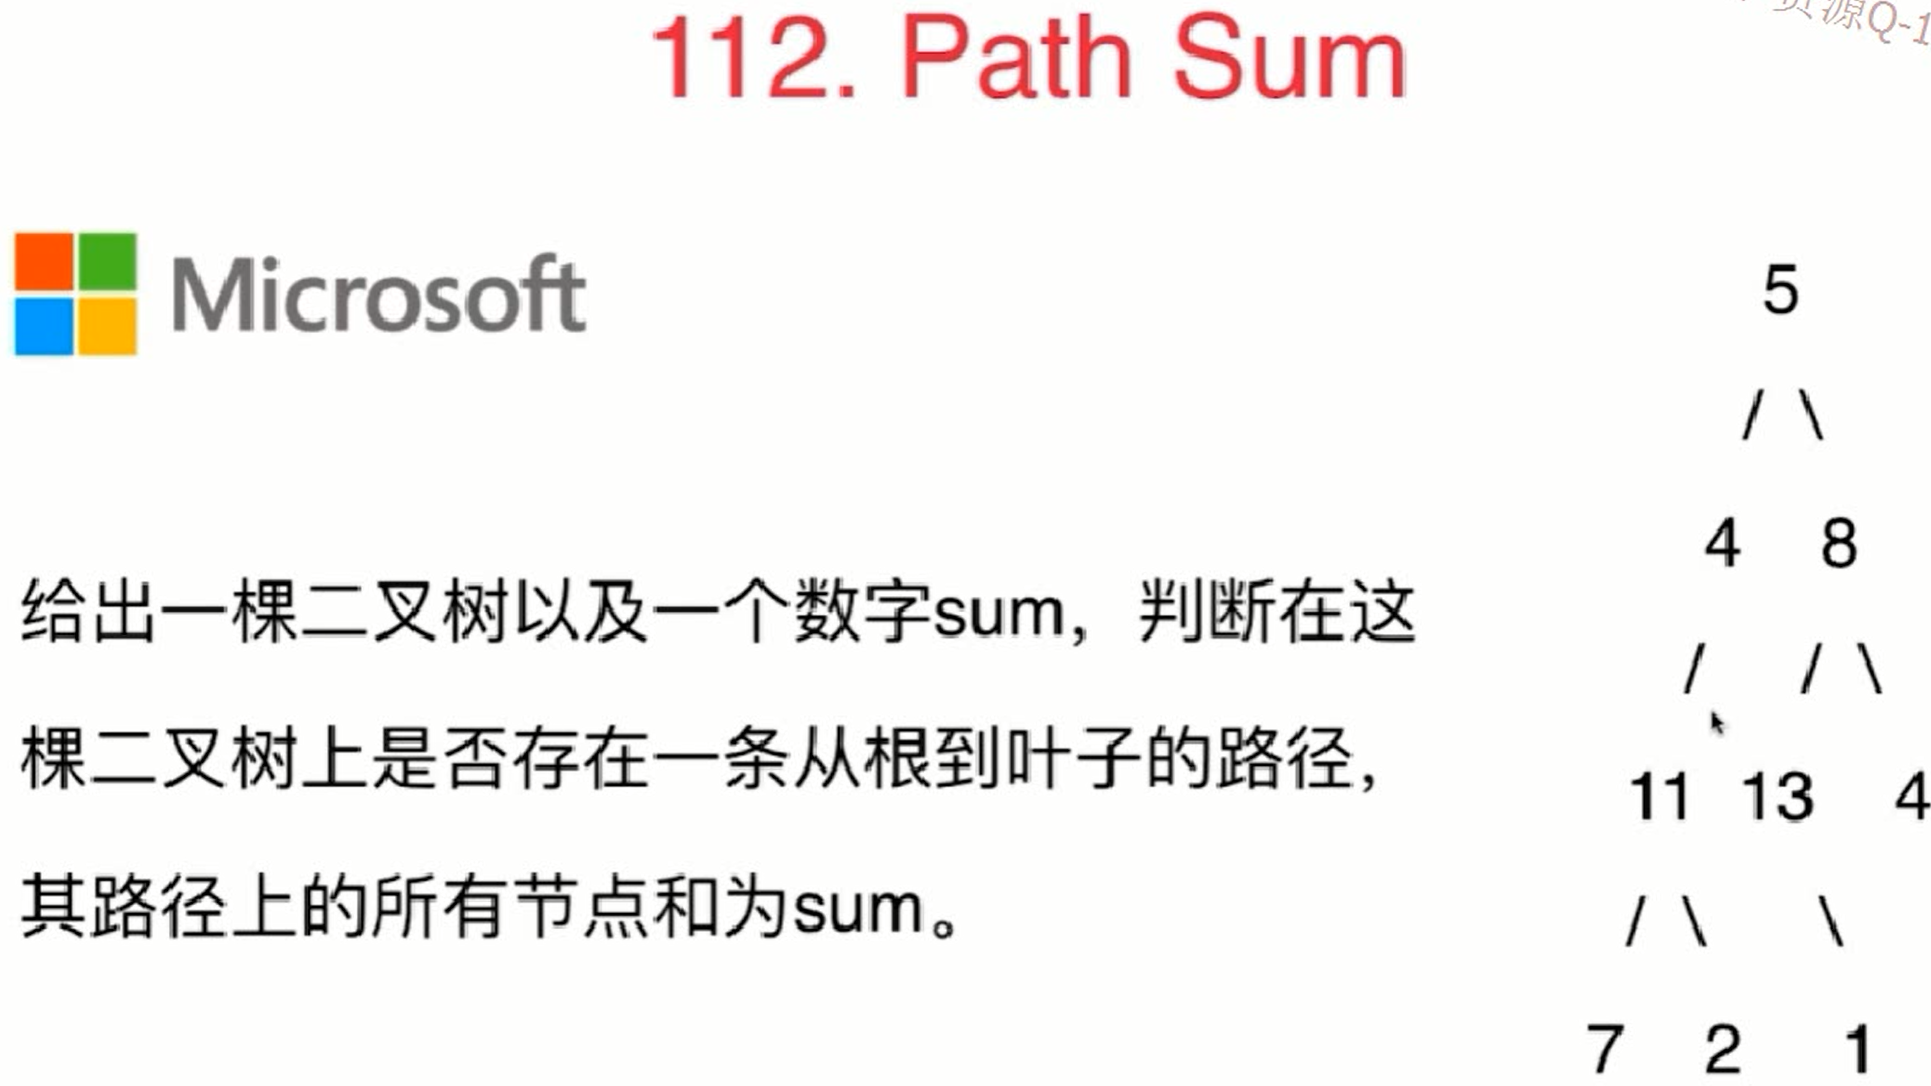 112. Path Sum
资源Q-1
Microsoft
5
/ \
4 8
给出一棵二叉树以及一个数字sum，判断在这
/ / \
棵二叉树上是否存在一条从根到叶子的路径，
11 13 4
其路径上的所有节点和为sum。
/ \ \
7 2 1